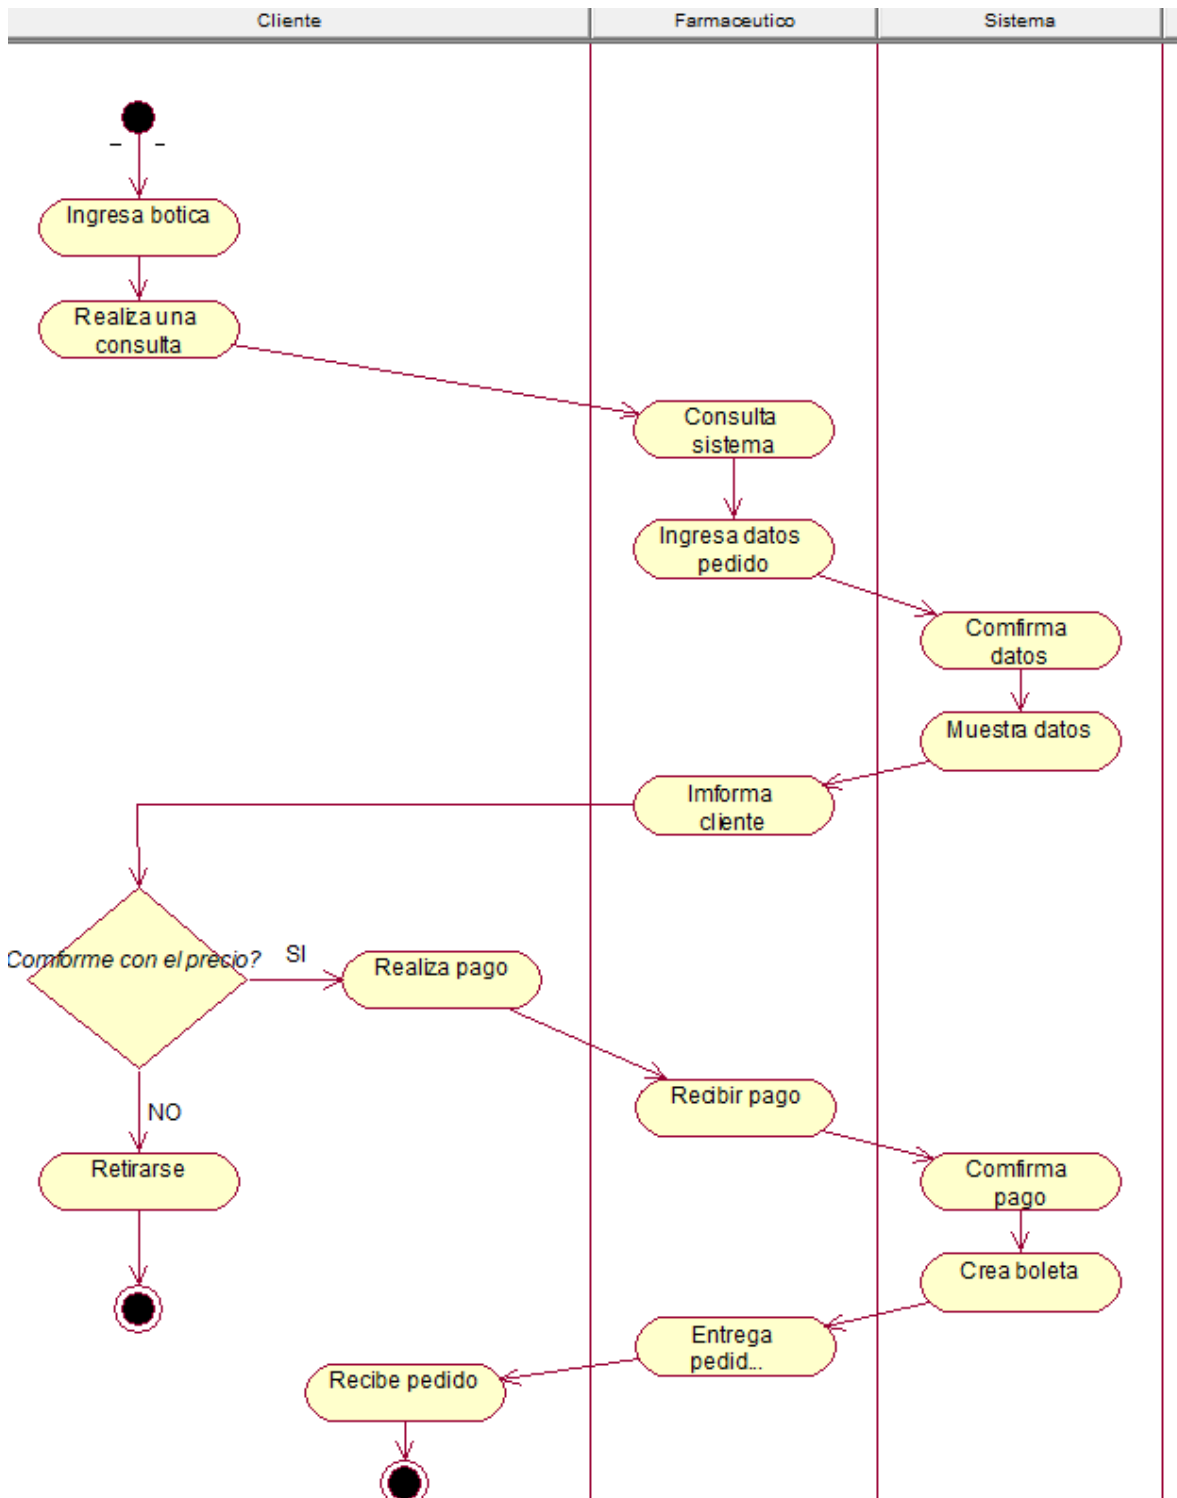 Cliente
Farmaceutico
Sistema
Ingresa botica
Realiza una
consulta
Consulta
sistema
Ingresa datos
pedido
Comfirma
datos
Muestra datos
Imforma
cliente
Comforme con el precio?
SI
Realiza pago
Recibir pago
NO
Retirarse
Comfirma
pago
Crea boleta
Entrega
pedid...
Recibe pedido